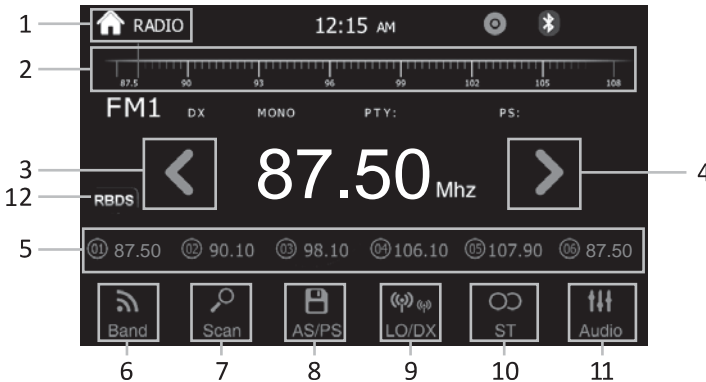 1 RADIO 12:15 AM
2
87.5 90 93 96 99 102 105 108
FM1 DX MONO PTY: PS:
3 87.50 Mhz 4
12 RBDS
5 01 87.50 02 90.10 03 98.10 04 106.10 05 107.90 06 87.50
Band Scan AS/PS LO/DX ST Audio
6 7 8 9 10 11